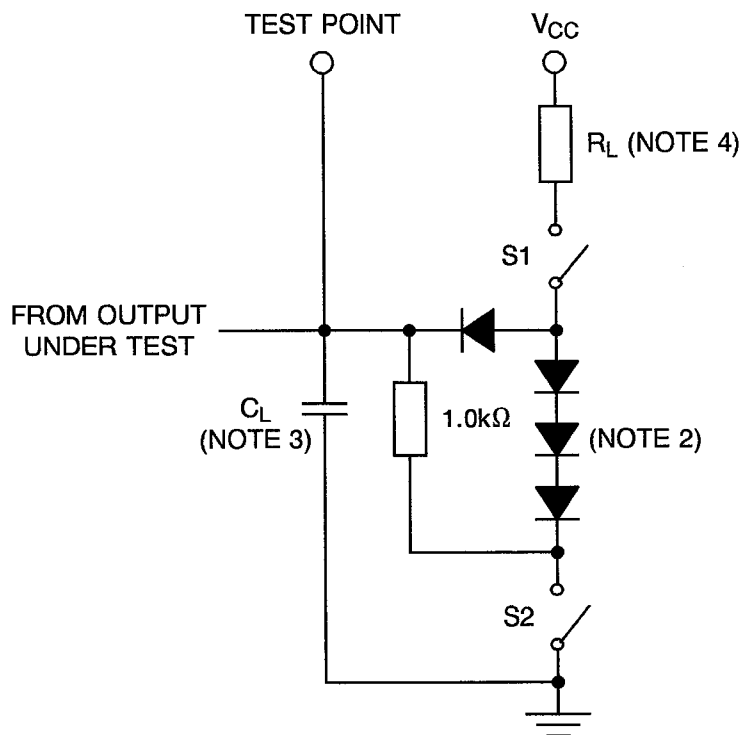 TEST POINT
VCC
RL (NOTE 4)
S1
FROM OUTPUT
UNDER TEST
CL
(NOTE 3)
1.0kΩ
(NOTE 2)
S2